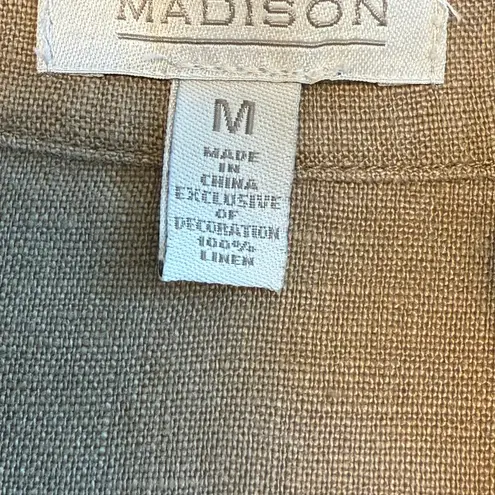 MADISON
M
MADE
IN
CHINA
EXCLUSIVE
OF
DECORATION
100%
LINEN